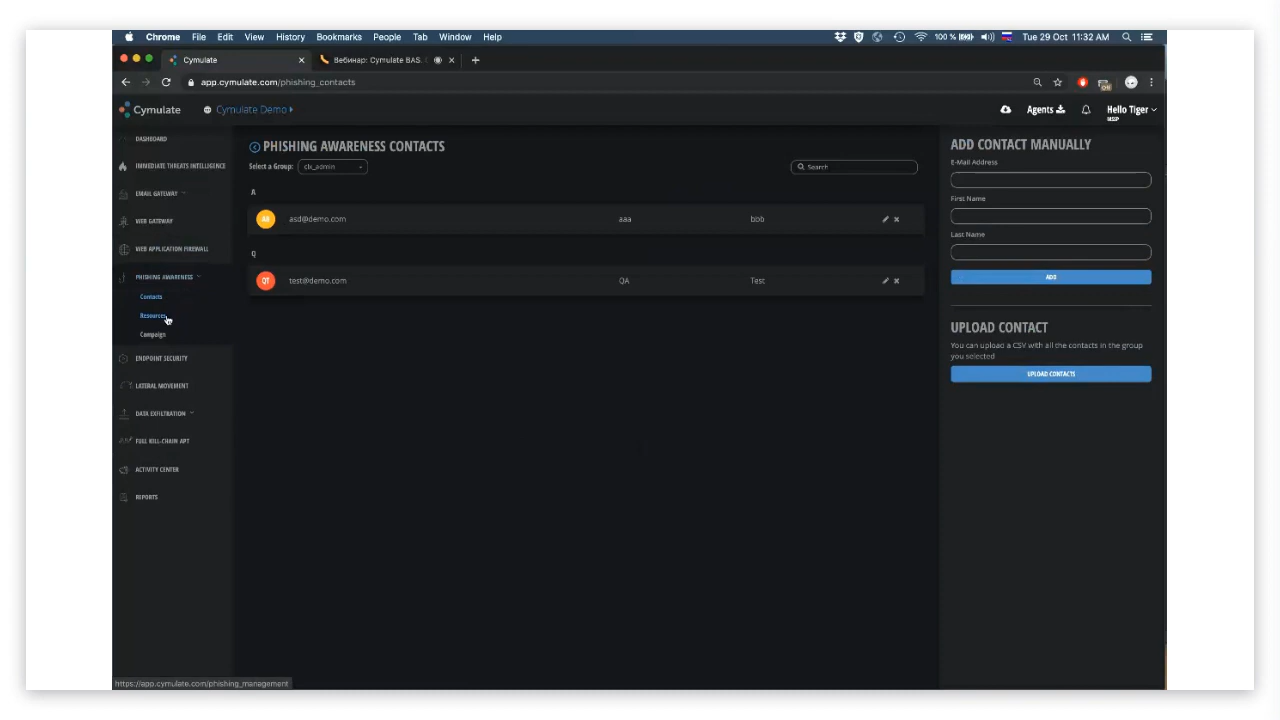 Chrome File Edit View History Bookmarks People Tab Window Help 100 % Tue 29 Oct 11:32 AM
Cymulate Вебинар: Cymulate BAS.
app.cymulate.com/phishing_contacts
Cymulate Cymulate Demo Agents Hello Tiger
MSSP
DASHBOARD
IMMEDIATE THREATS INTELLIGENCE
EMAIL GATEWAY
WEB GATEWAY
WEB APPLICATION FIREWALL
PHISHING AWARENESS
Contacts
Resources
Campaign
ENDPOINT SECURITY
LATERAL MOVEMENT
DATA EXFILTRATION
FULL KILL-CHAIN APT
ACTIVITY CENTER
REPORTS
PHISHING AWARENESS CONTACTS
Select a Group: clx_admin Search
A
asd@demo.com aaa bbb
Q
QT test@demo.com QA Test
ADD CONTACT MANUALLY
E-Mail Address
First Name
Last Name
ADD
UPLOAD CONTACT
You can upload a CSV with all the contacts in the group
you selected
UPLOAD CONTACTS
https://app.cymulate.com/phishing_management